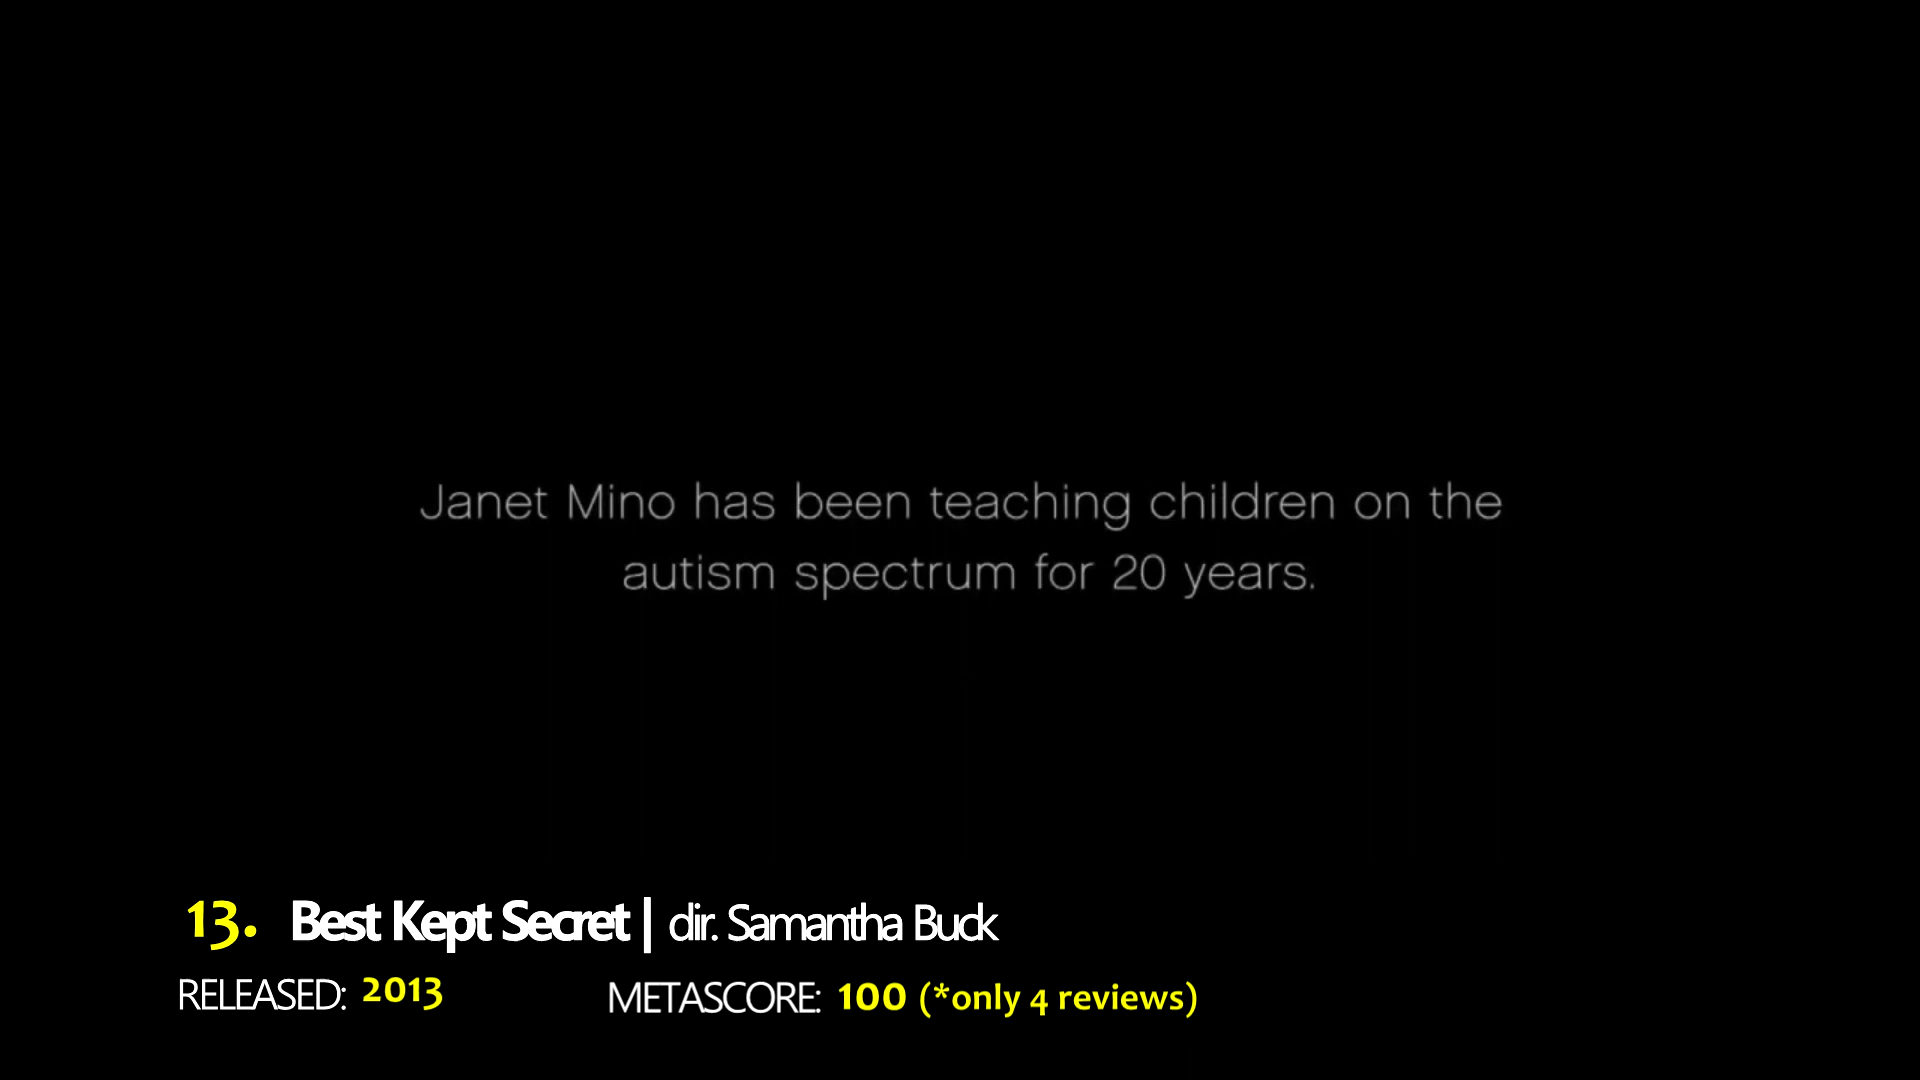 Janet Mino has been teaching children on the
autism spectrum for 20 years.
13. Best Kept Secret | dir. Samantha Buck
RELEASED: 2013 METASCORE: 100 (*only 4 reviews)